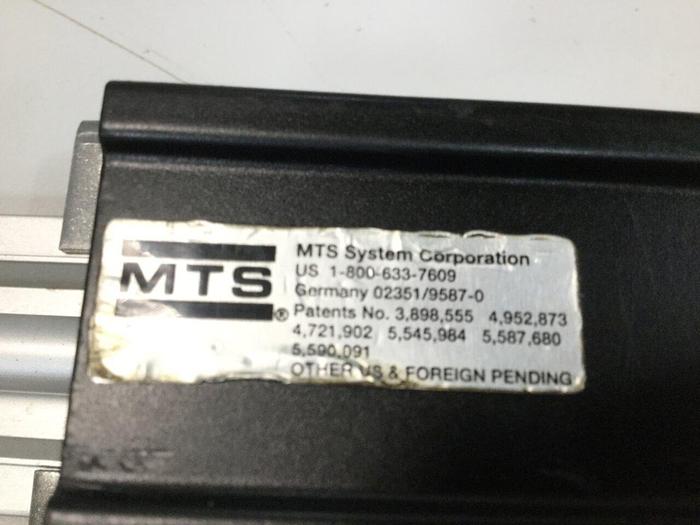 MTS®
MTS System Corporation
US 1-800-633-7609
Germany 02351/9587-0
Patents No. 3,898,555 4,952,873
4,721,902 5,545,984 5,587,680
5,590,091
OTHER US & FOREIGN PENDING